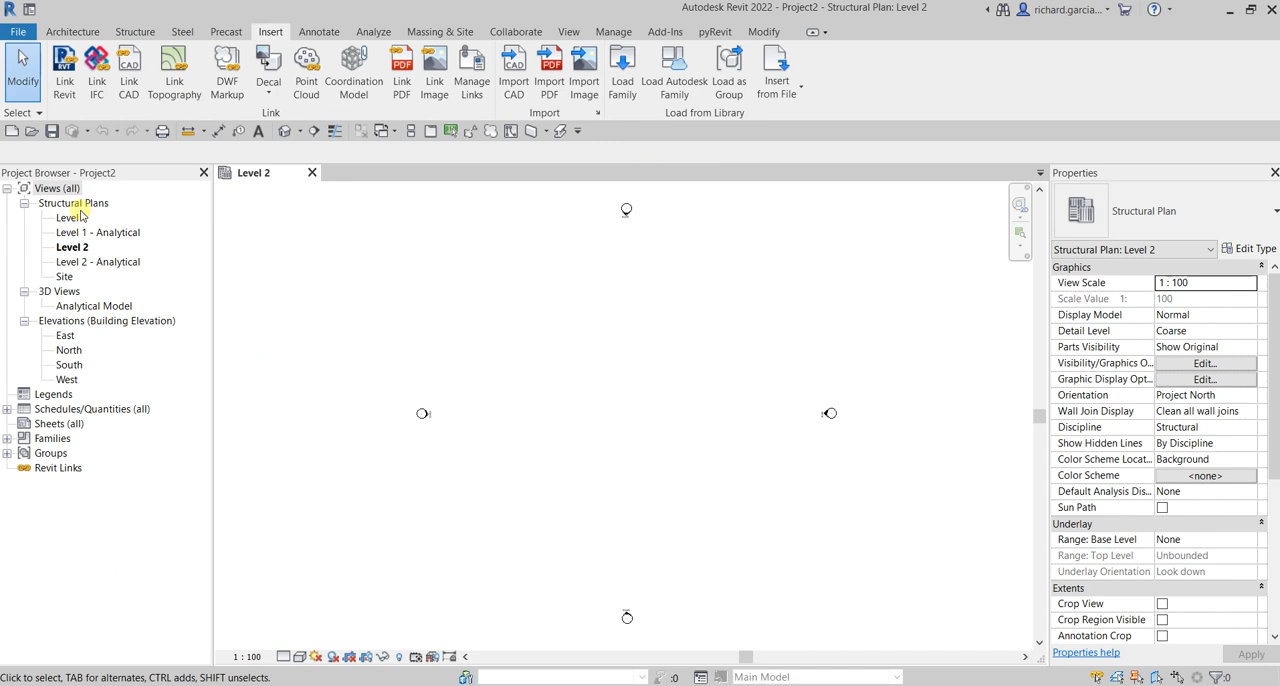 Autodesk Revit 2022 - Project2 - Structural Plan: Level 2
richard.garcia...
File Architecture Structure Steel Precast Insert Annotate Analyze Massing & Site Collaborate View Manage Add-Ins pyRevit Modify
Modify
Link Revit
Link IFC
Link CAD
Link Topography
DWF Markup
Decal
Point Cloud
Coordination Model
Link PDF
Link Image
Manage Links
Import CAD
Import PDF
Import Image
Load Family
Load Autodesk Family
Load as Group
Insert from File
Select
Link
Import
Load from Library
Project Browser - Project2
Views (all)
Structural Plans
Level
Level 1 - Analytical
Level 2
Level 2 - Analytical
Site
3D Views
Analytical Model
Elevations (Building Elevation)
East
North
South
West
Legends
Schedules/Quantities (all)
Sheets (all)
Families
Groups
Revit Links
Level 2
1 : 100
Properties
Structural Plan
Structural Plan: Level 2 Edit Type
Graphics
View Scale 1 : 100
Scale Value 1: 100
Display Model Normal
Detail Level Coarse
Parts Visibility Show Original
Visibility/Graphics O... Edit...
Graphic Display Opt... Edit...
Orientation Project North
Wall Join Display Clean all wall joins
Discipline Structural
Show Hidden Lines By Discipline
Color Scheme Locat... Background
Color Scheme <none>
Default Analysis Dis... None
Sun Path
Underlay
Range: Base Level None
Range: Top Level Unbounded
Underlay Orientation Look down
Extents
Crop View
Crop Region Visible
Annotation Crop
Properties help Apply
Click to select, TAB for alternates, CTRL adds, SHIFT unselects.
:0
Main Model
:0